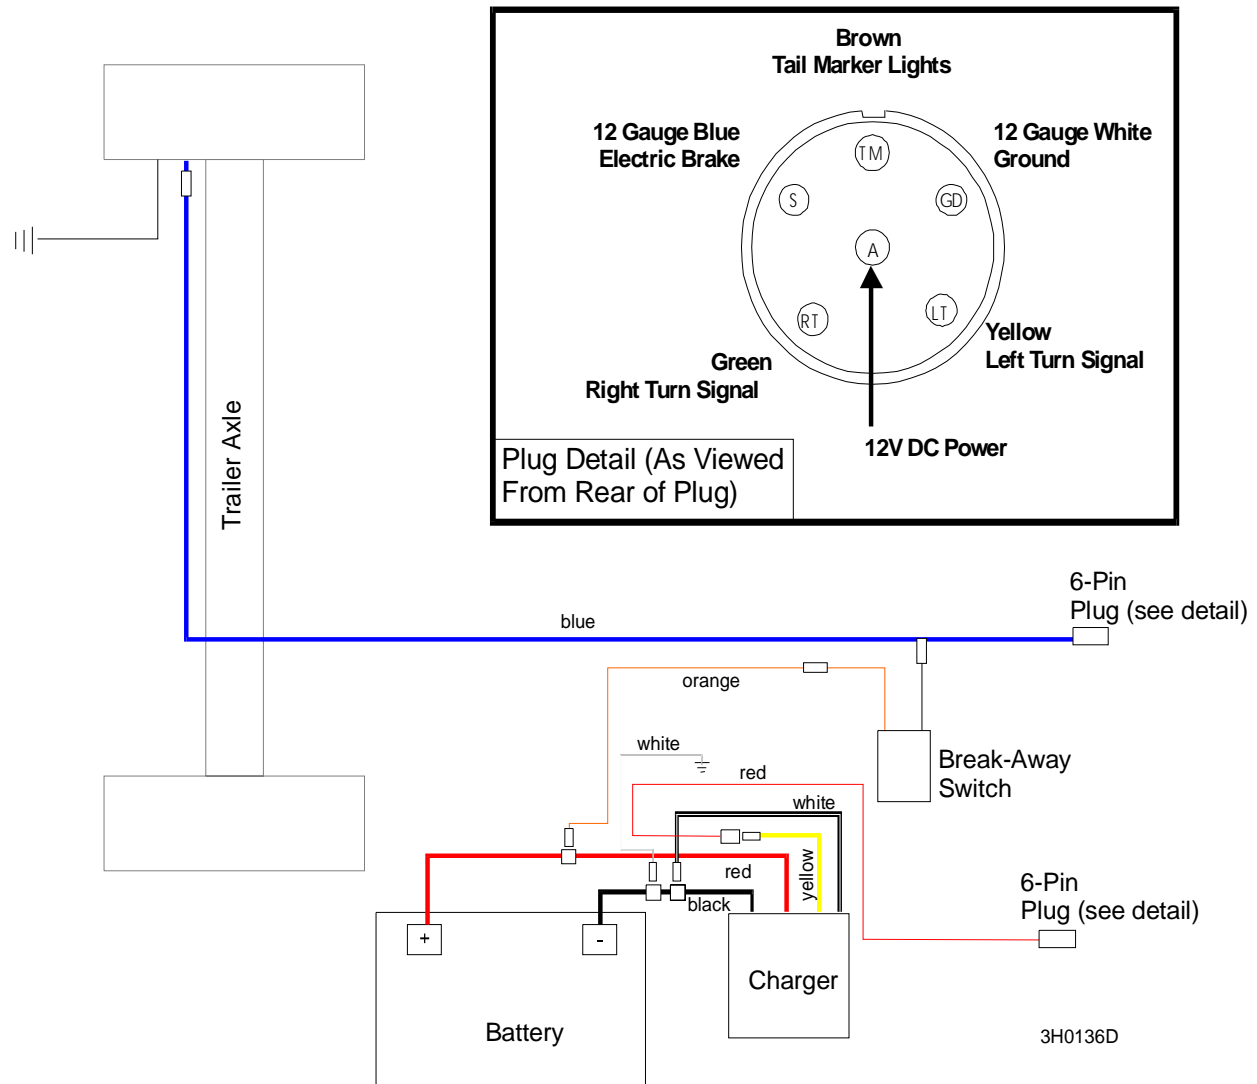 Brown
Tail Marker Lights
12 Gauge Blue
Electric Brake
12 Gauge White
Ground
TM
S
GD
A
RT
LT
Yellow
Left Turn Signal
Green
Right Turn Signal
12V DC Power
Plug Detail (As Viewed
From Rear of Plug)
Trailer Axle
6-Pin
Plug (see detail)
blue
orange
white
red
Break-Away
Switch
white
red
yellow
black
6-Pin
Plug (see detail)
+
-
Charger
Battery
3H0136D